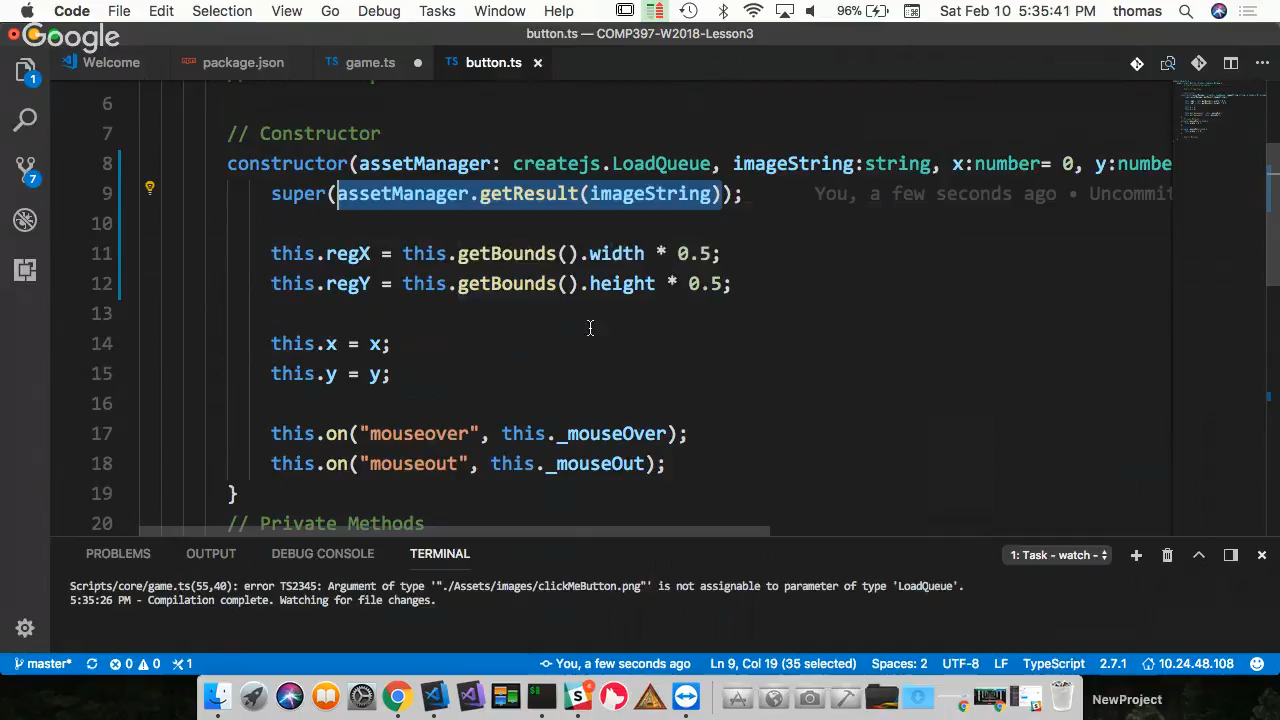 Code File Edit Selection View Go Debug Tasks Window Help 96% Sat Feb 10 5:35:41 PM thomas
Google
button.ts — COMP397-W2018-Lesson3
Welcome package.json TS game.ts TS button.ts
6
7 // Constructor
8 constructor(assetManager: createjs.LoadQueue, imageString:string, x:number= 0, y:numbe
9 super(assetManager.getResult(imageString)); You, a few seconds ago • Uncommit
10
11 this.regX = this.getBounds().width * 0.5;
12 this.regY = this.getBounds().height * 0.5;
13
14 this.x = x;
15 this.y = y;
16
17 this.on("mouseover", this._mouseOver);
18 this.on("mouseout", this._mouseOut);
19 }
20 // Private Methods
1
7
PROBLEMS OUTPUT DEBUG CONSOLE TERMINAL 1: Task - watch -
Scripts/core/game.ts(55,40): error TS2345: Argument of type '"./Assets/images/clickMeButton.png"' is not assignable to parameter of type 'LoadQueue'.
5:35:26 PM - Compilation complete. Watching for file changes.
master* 0 0 1 You, a few seconds ago Ln 9, Col 19 (35 selected) Spaces: 2 UTF-8 LF TypeScript 2.7.1 10.24.48.108
NewProject